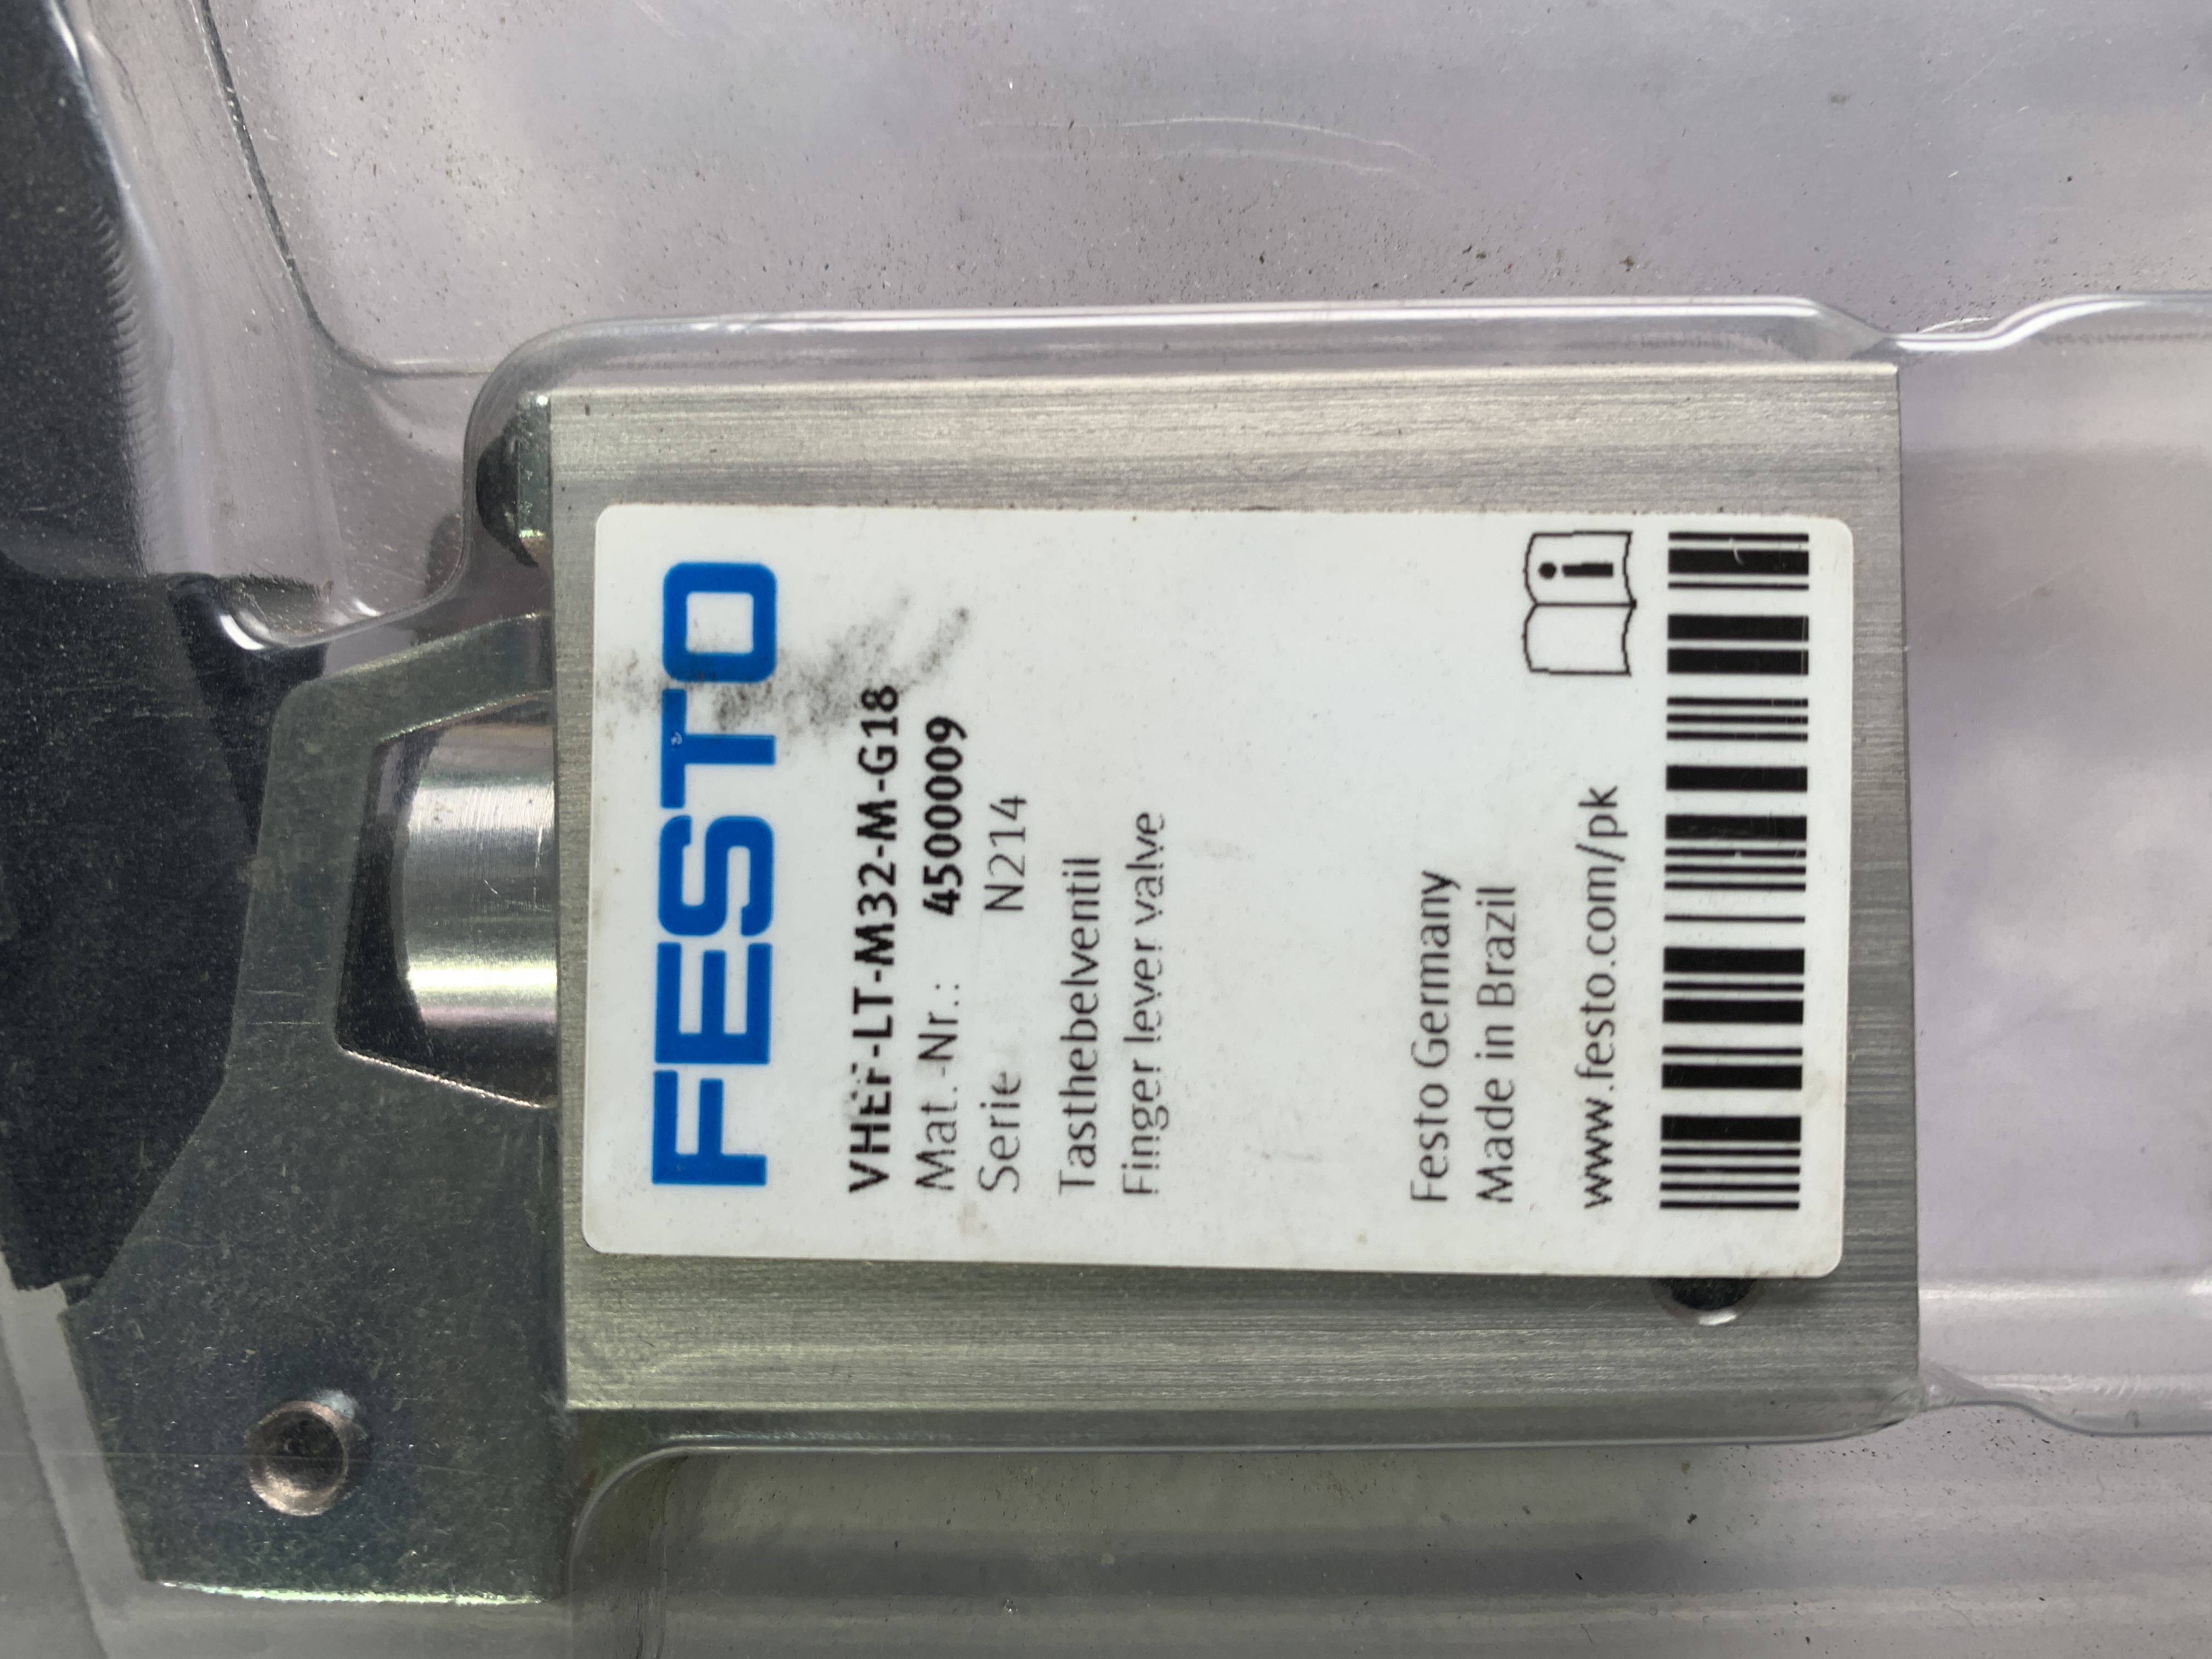 FESTO
VHEF-LT-M32-M-G18
Mat.-Nr.: 4500009
Serie N214
Tasthebelventil
Finger lever valve
Festo Germany
Made in Brazil
www.festo.com/pk